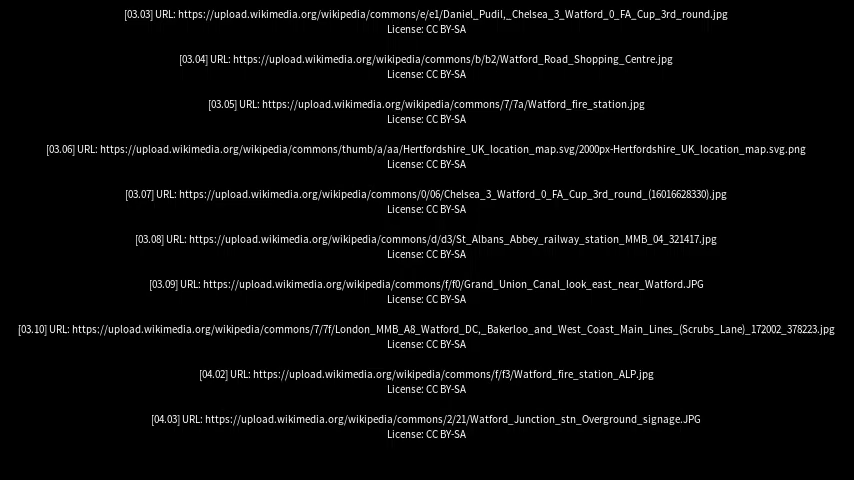 [03.03] URL: https://upload.wikimedia.org/wikipedia/commons/e/e1/Daniel_Pudil,_Chelsea_3_Watford_0_FA_Cup_3rd_round.jpg
License: CC BY-SA
[03.04] URL: https://upload.wikimedia.org/wikipedia/commons/b/b2/Watford_Road_Shopping_Centre.jpg
License: CC BY-SA
[03.05] URL: https://upload.wikimedia.org/wikipedia/commons/7/7a/Watford_fire_station.jpg
License: CC BY-SA
[03.06] URL: https://upload.wikimedia.org/wikipedia/commons/thumb/a/aa/Hertfordshire_UK_location_map.svg/2000px-Hertfordshire_UK_location_map.svg.png
License: CC BY-SA
[03.07] URL: https://upload.wikimedia.org/wikipedia/commons/0/06/Chelsea_3_Watford_0_FA_Cup_3rd_round_(16016628330).jpg
License: CC BY-SA
[03.08] URL: https://upload.wikimedia.org/wikipedia/commons/d/d3/St_Albans_Abbey_railway_station_MMB_04_321417.jpg
License: CC BY-SA
[03.09] URL: https://upload.wikimedia.org/wikipedia/commons/f/f0/Grand_Union_Canal_look_east_near_Watford.JPG
License: CC BY-SA
[03.10] URL: https://upload.wikimedia.org/wikipedia/commons/7/7f/London_MMB_A8_Watford_DC,_Bakerloo_and_West_Coast_Main_Lines_(Scrubs_Lane)_172002_378223.jpg
License: CC BY-SA
[04.02] URL: https://upload.wikimedia.org/wikipedia/commons/f/f3/Watford_fire_station_ALP.jpg
License: CC BY-SA
[04.03] URL: https://upload.wikimedia.org/wikipedia/commons/2/21/Watford_Junction_stn_Overground_signage.JPG
License: CC BY-SA